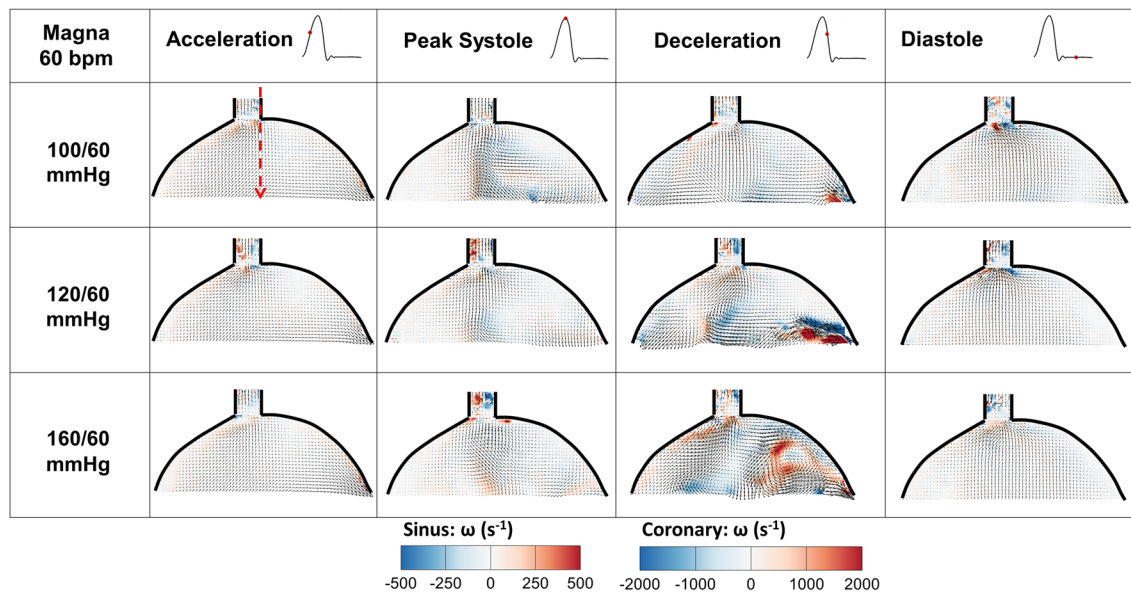 Magna
60 bpm
Acceleration
Peak Systole
Deceleration
Diastole
100/60
mmHg
120/60
mmHg
160/60
mmHg
Sinus: ω (s⁻¹)
-500 -250 0 250 500
Coronary: ω (s⁻¹)
-2000 -1000 0 1000 2000